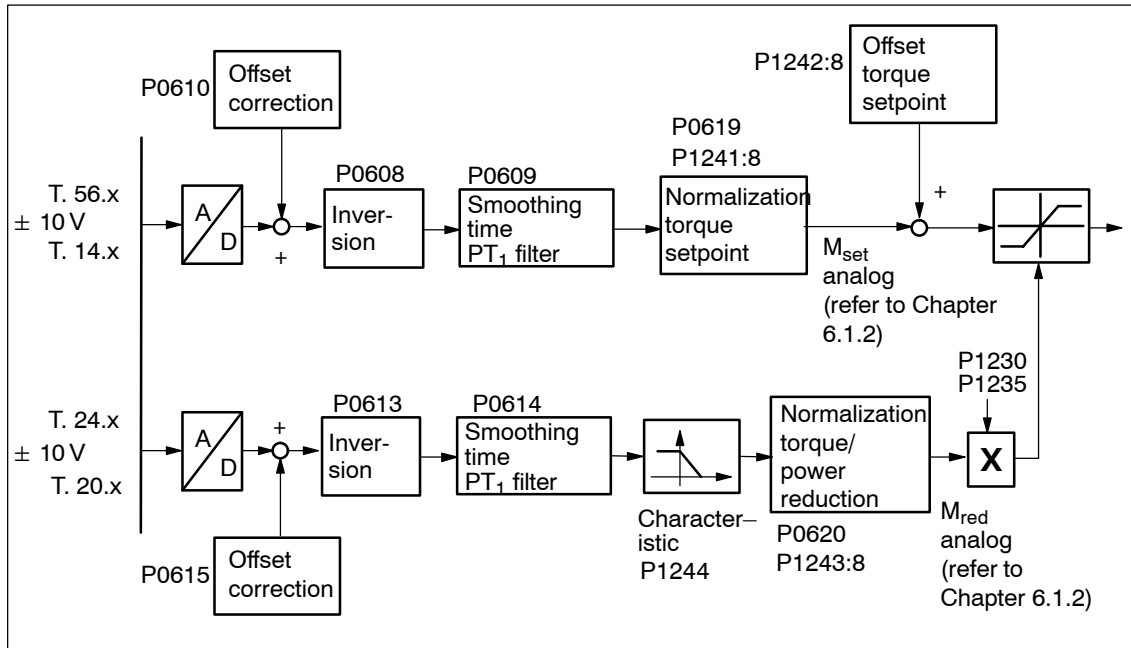 P0610
Offset
correction
P1242:8
Offset
torque
setpoint
T. 56.x
± 10 V
T. 14.x
A
D
+
P0608
Inver-
sion
P0609
Smoothing
time
PT1 filter
P0619
P1241:8
Normalization
torque
setpoint
+
Mset
analog
(refer to Chapter
6.1.2)
P1230
P1235
T. 24.x
± 10 V
T. 20.x
A
D
+
P0613
Inver-
sion
P0614
Smoothing
time
PT1 filter
Character–
istic
P1244
Normalization
torque/
power
reduction
P0620
P1243:8
X
Mred
analog
(refer to
Chapter 6.1.2)
P0615
Offset
correction